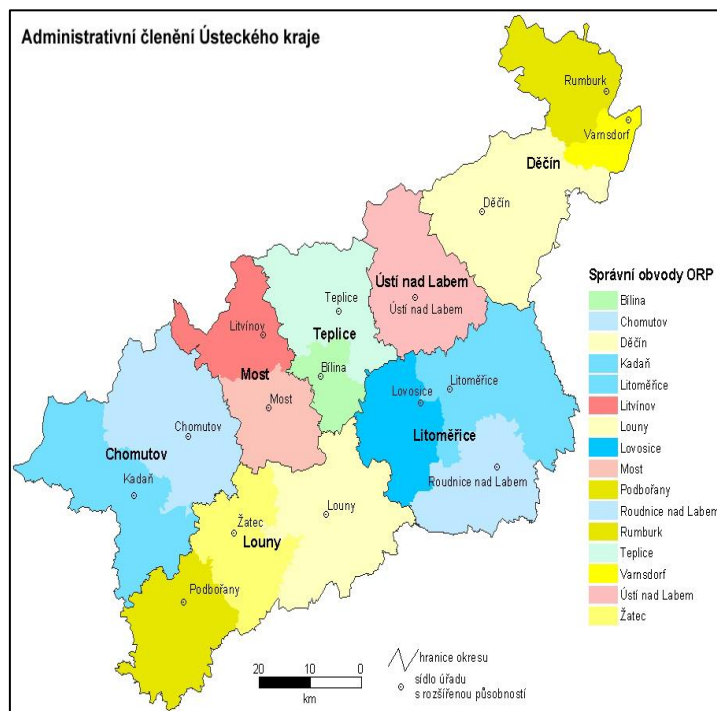 Administrativní členění Ústeckého kraje
Rumburk
Varnsdorf
Děčín
Děčín
Ústí nad Labem
Ústí nad Labem
Teplice
Teplice
Litvínov
Bílina
Most
Most
Lovosice
Litoměřice
Litoměřice
Roudnice nad Labem
Chomutov
Chomutov
Kadaň
Louny
Žatec
Louny
Podbořany
Správní obvody ORP
Bílina
Chomutov
Děčín
Kadaň
Litoměřice
Litvínov
Louny
Lovosice
Most
Podbořany
Roudnice nad Labem
Rumburk
Teplice
Varnsdorf
Ústí nad Labem
Žatec
20 10 0
km
hranice okresu
sídlo úřadu
s rozšířenou působností